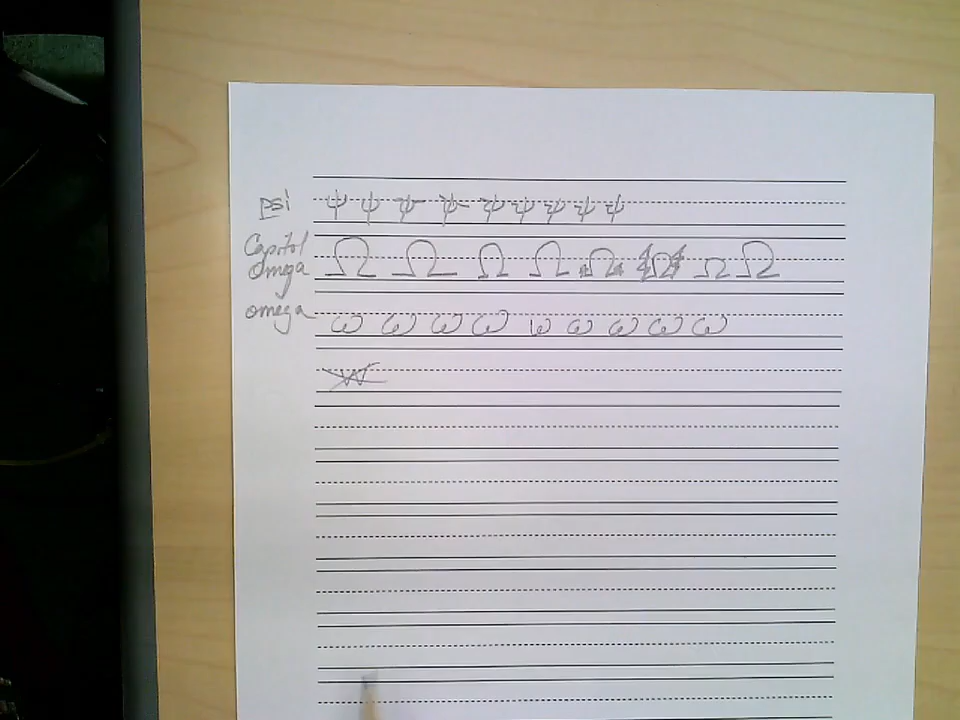 psi ψ ψ ψ ψ ψ ψ ψ ψ ψ
Capitol
Omega Ω Ω Ω Ω Ω Ω Ω Ω
omega ω ω ω ω ω ω ω ω ω